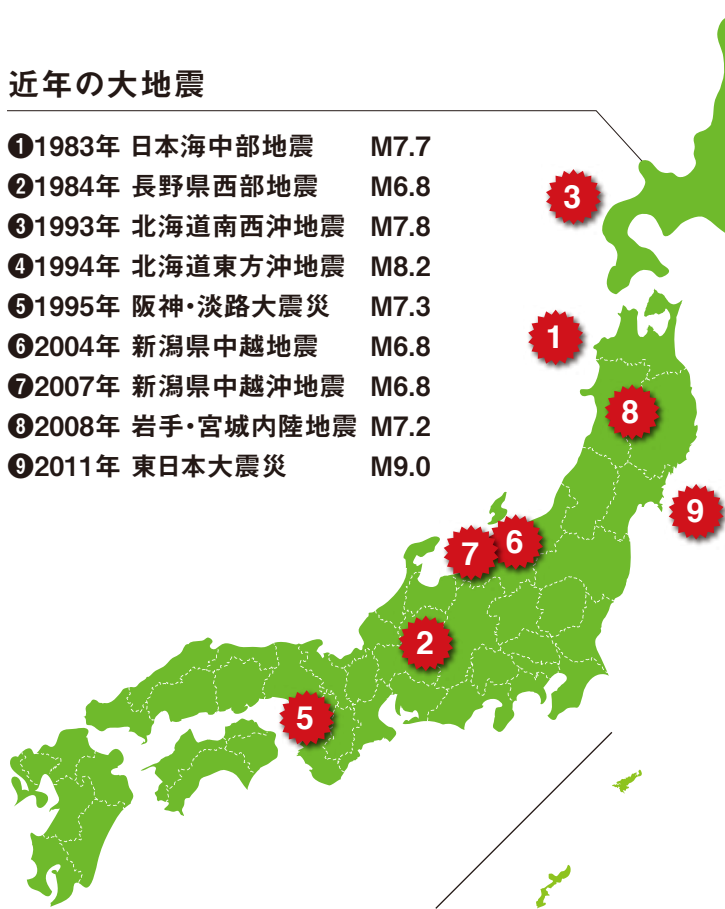 近年の大地震
❶1983年 日本海中部地震 M7.7
❷1984年 長野県西部地震 M6.8
❸1993年 北海道南西沖地震 M7.8
❹1994年 北海道東方沖地震 M8.2
❺1995年 阪神・淡路大震災 M7.3
❻2004年 新潟県中越地震 M6.8
❼2007年 新潟県中越沖地震 M6.8
❽2008年 岩手・宮城内陸地震 M7.2
❾2011年 東日本大震災 M9.0
3
1
8
9
6
7
2
5